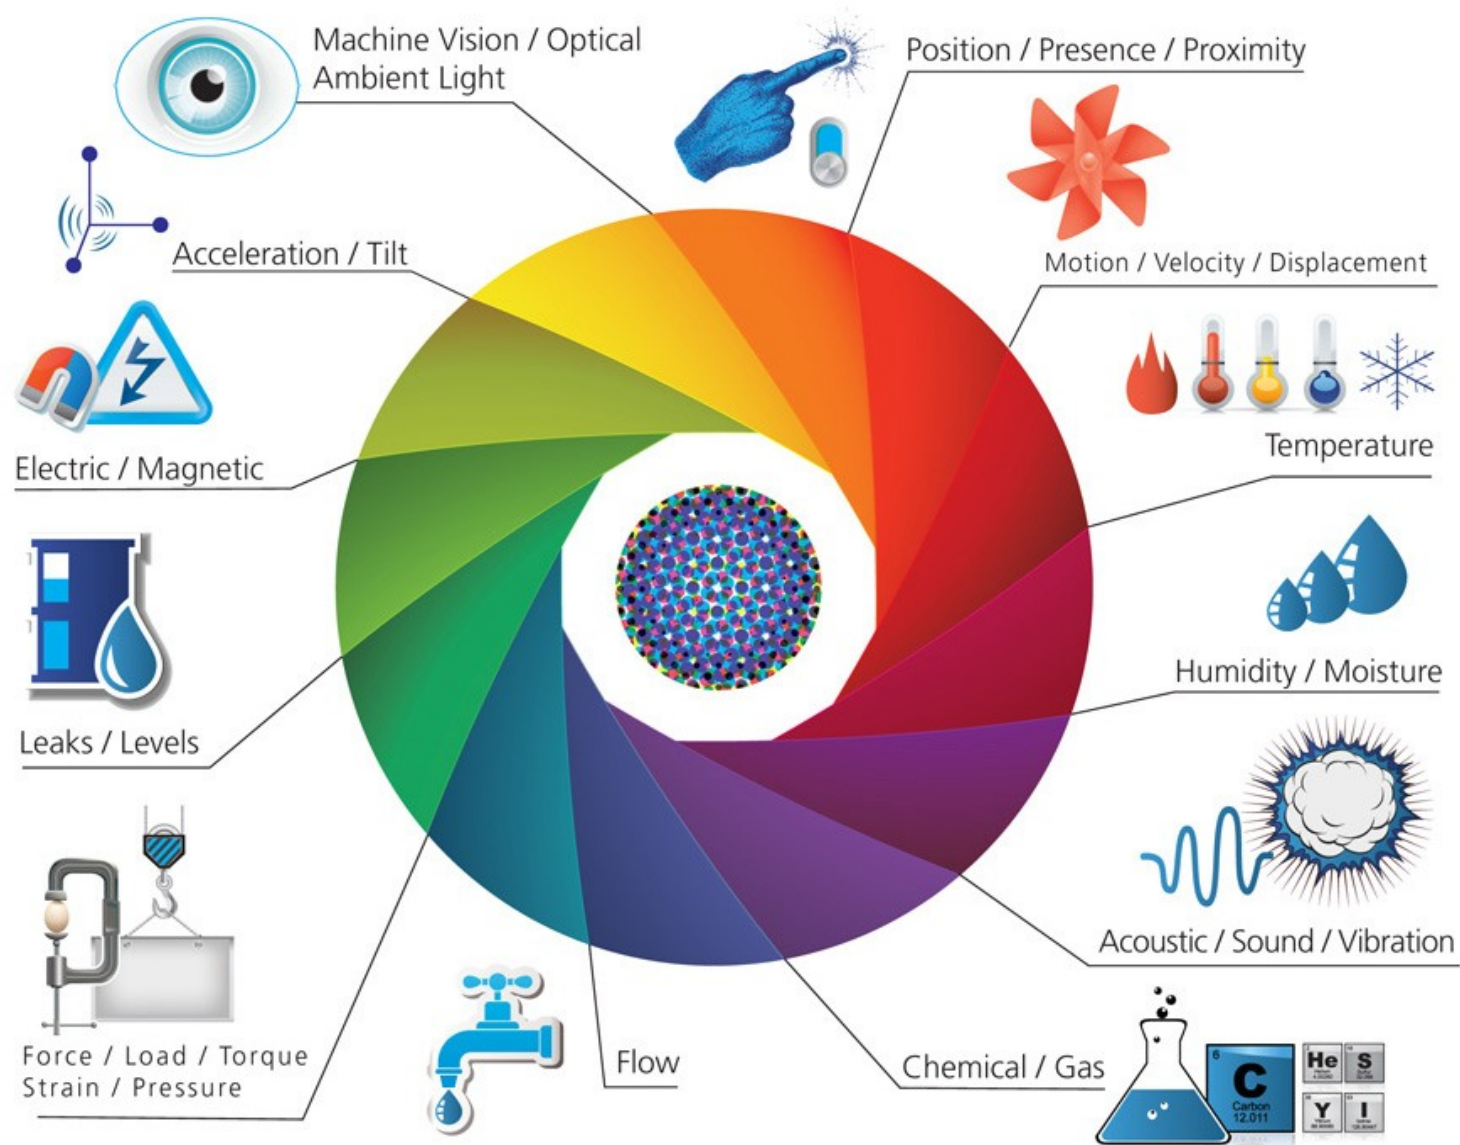 Machine Vision / Optical
Ambient Light
Position / Presence / Proximity
Acceleration / Tilt
Motion / Velocity / Displacement
Electric / Magnetic
Temperature
Humidity / Moisture
Leaks / Levels
Acoustic / Sound / Vibration
Force / Load / Torque
Strain / Pressure
Flow
Chemical / Gas
6
C
Carbon
12.011
He
S
Y
I